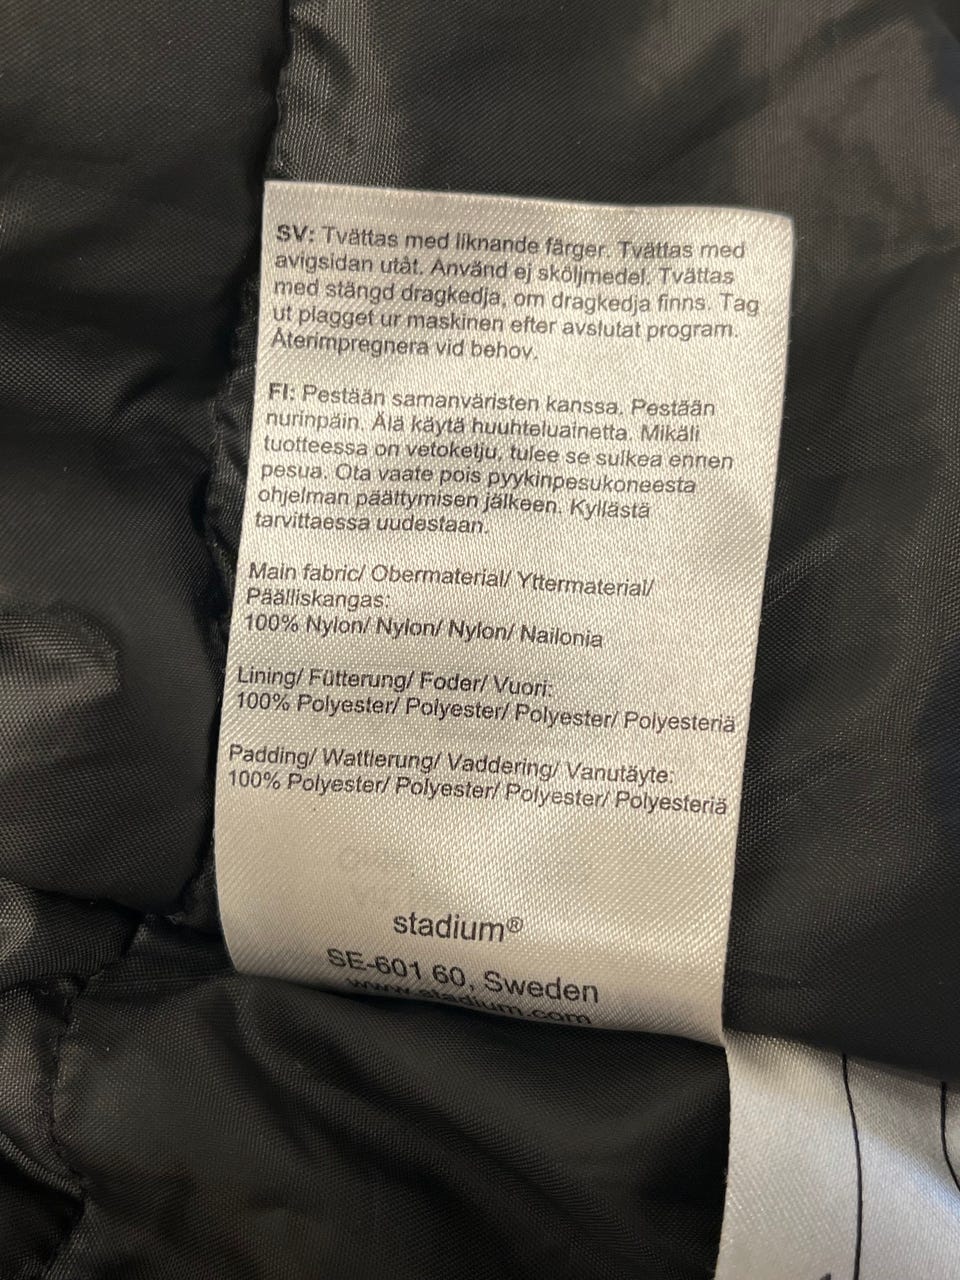 SV: Tvättas med liknande färger. Tvättas med
avigsidan utåt. Använd ej sköljmedel. Tvättas
med stängd dragkedja, om dragkedja finns. Tag
ut plagget ur maskinen efter avslutat program.
Återimpregnera vid behov.
FI: Pestään samanväristen kanssa. Pestään
nurinpäin. Älä käytä huuhteluainetta. Mikäli
tuotteessa on vetoketju, tulee se sulkea ennen
pesua. Ota vaate pois pyykinpesukoneesta
ohjelman päättymisen jälkeen. Kyllästä
tarvittaessa uudestaan.
Main fabric/ Obermaterial/ Yttermaterial/
Päälliskangas:
100% Nylon/ Nylon/ Nylon/ Nailonia
Lining/ Fütterung/ Foder/ Vuori:
100% Polyester/ Polyester/ Polyester/ Polyesteriä
Padding/ Wattierung/ Vaddering/ Vanutäyte:
100% Polyester/ Polyester/ Polyester/ Polyesteriä
stadium®
SE-601 60, Sweden
www.stadium.com